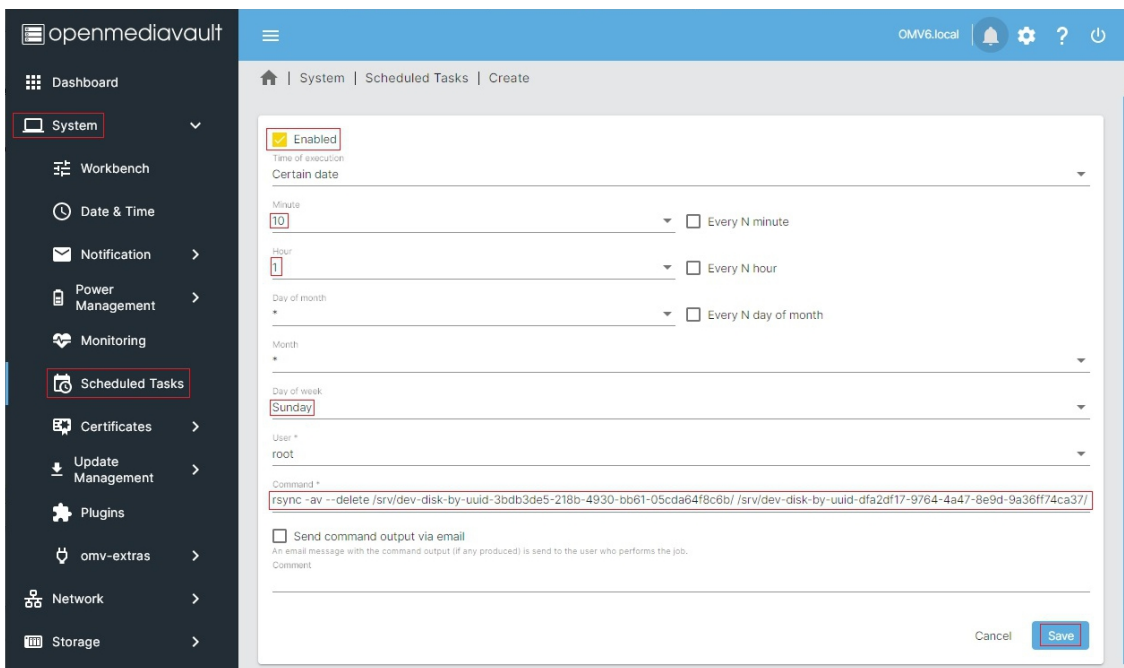 openmediavault
OMV6.local
Dashboard
System
Workbench
Date & Time
Notification
Power
Management
Monitoring
Scheduled Tasks
Certificates
Update
Management
Plugins
omv-extras
Network
Storage
| System | Scheduled Tasks | Create
Enabled
Time of execution
Certain date
Minute
10
Every N minute
Hour
1
Every N hour
Day of month
*
Every N day of month
Month
*
Day of week
Sunday
User *
root
Command *
rsync -av --delete /srv/dev-disk-by-uuid-3bdb3de5-218b-4930-bb61-05cda64f8c6b/ /srv/dev-disk-by-uuid-dfa2df17-9764-4a47-8e9d-9a36ff74ca37/
Send command output via email
An email message with the command output (if any produced) is send to the user who performs the job.
Comment
Cancel
Save